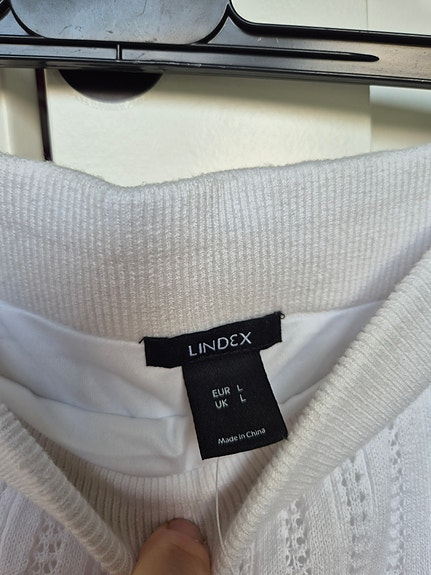 LINDEX
EUR L
UK L
Made in China